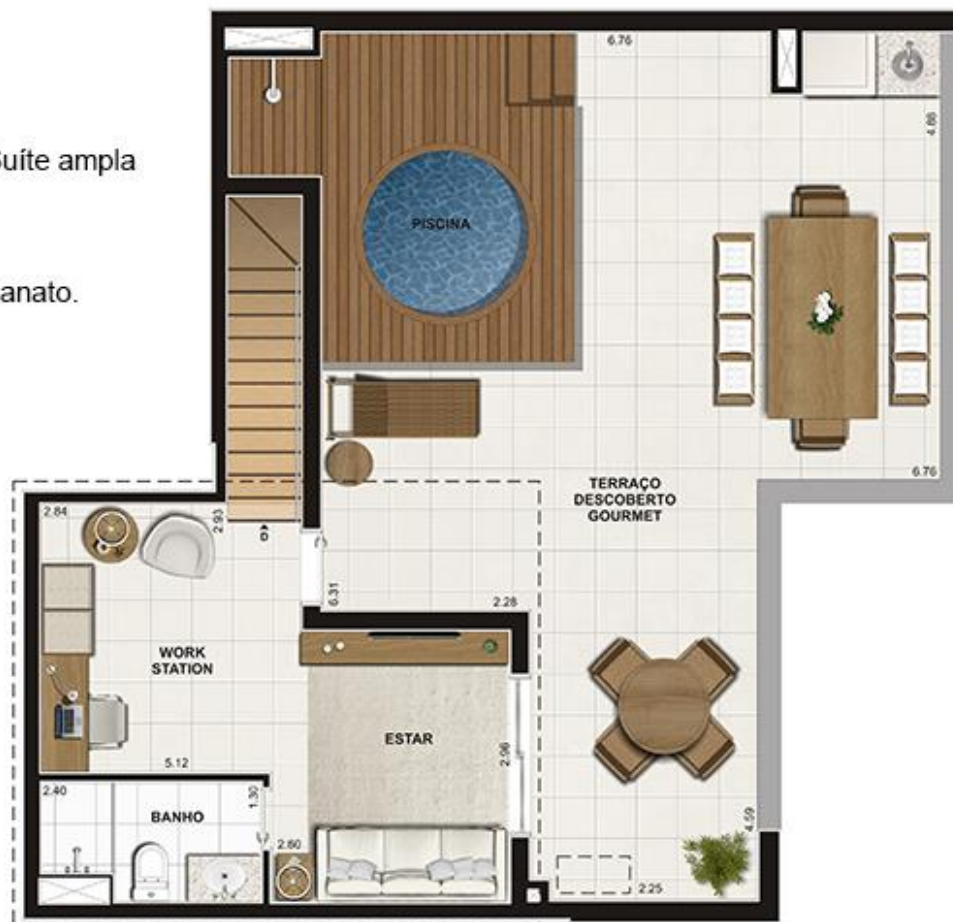 Suíte ampla
anato.
6.76
4.86
PISCINA
TERRAÇO
DESCOBERTO
GOURMET
6.76
2.84
2.93
D
6.31
2.28
WORK
STATION
ESTAR
2.96
5.12
2.40
1.30
BANHO
2.60
4.59
2.25